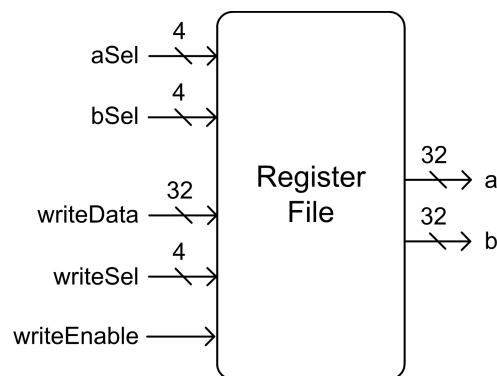 4
aSel
4
bSel
32
writeData
4
writeSel
writeEnable
Register
File
32
a
32
b